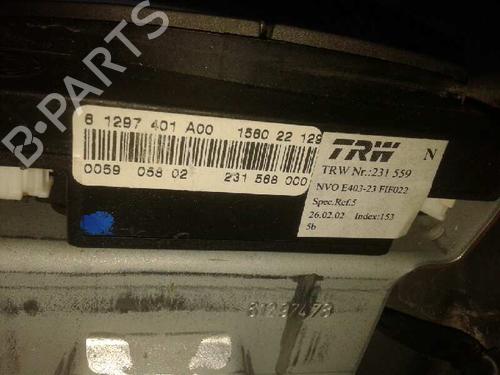 B-PARTS
6 1297 401 A00 1560 22 129
0059 058 02 231 568 000
TRW N
TRW Nr.:231 559
NVO E403-23 FIF022
Spec.Ref.5
26.02.02 Index:153
5b
61297478